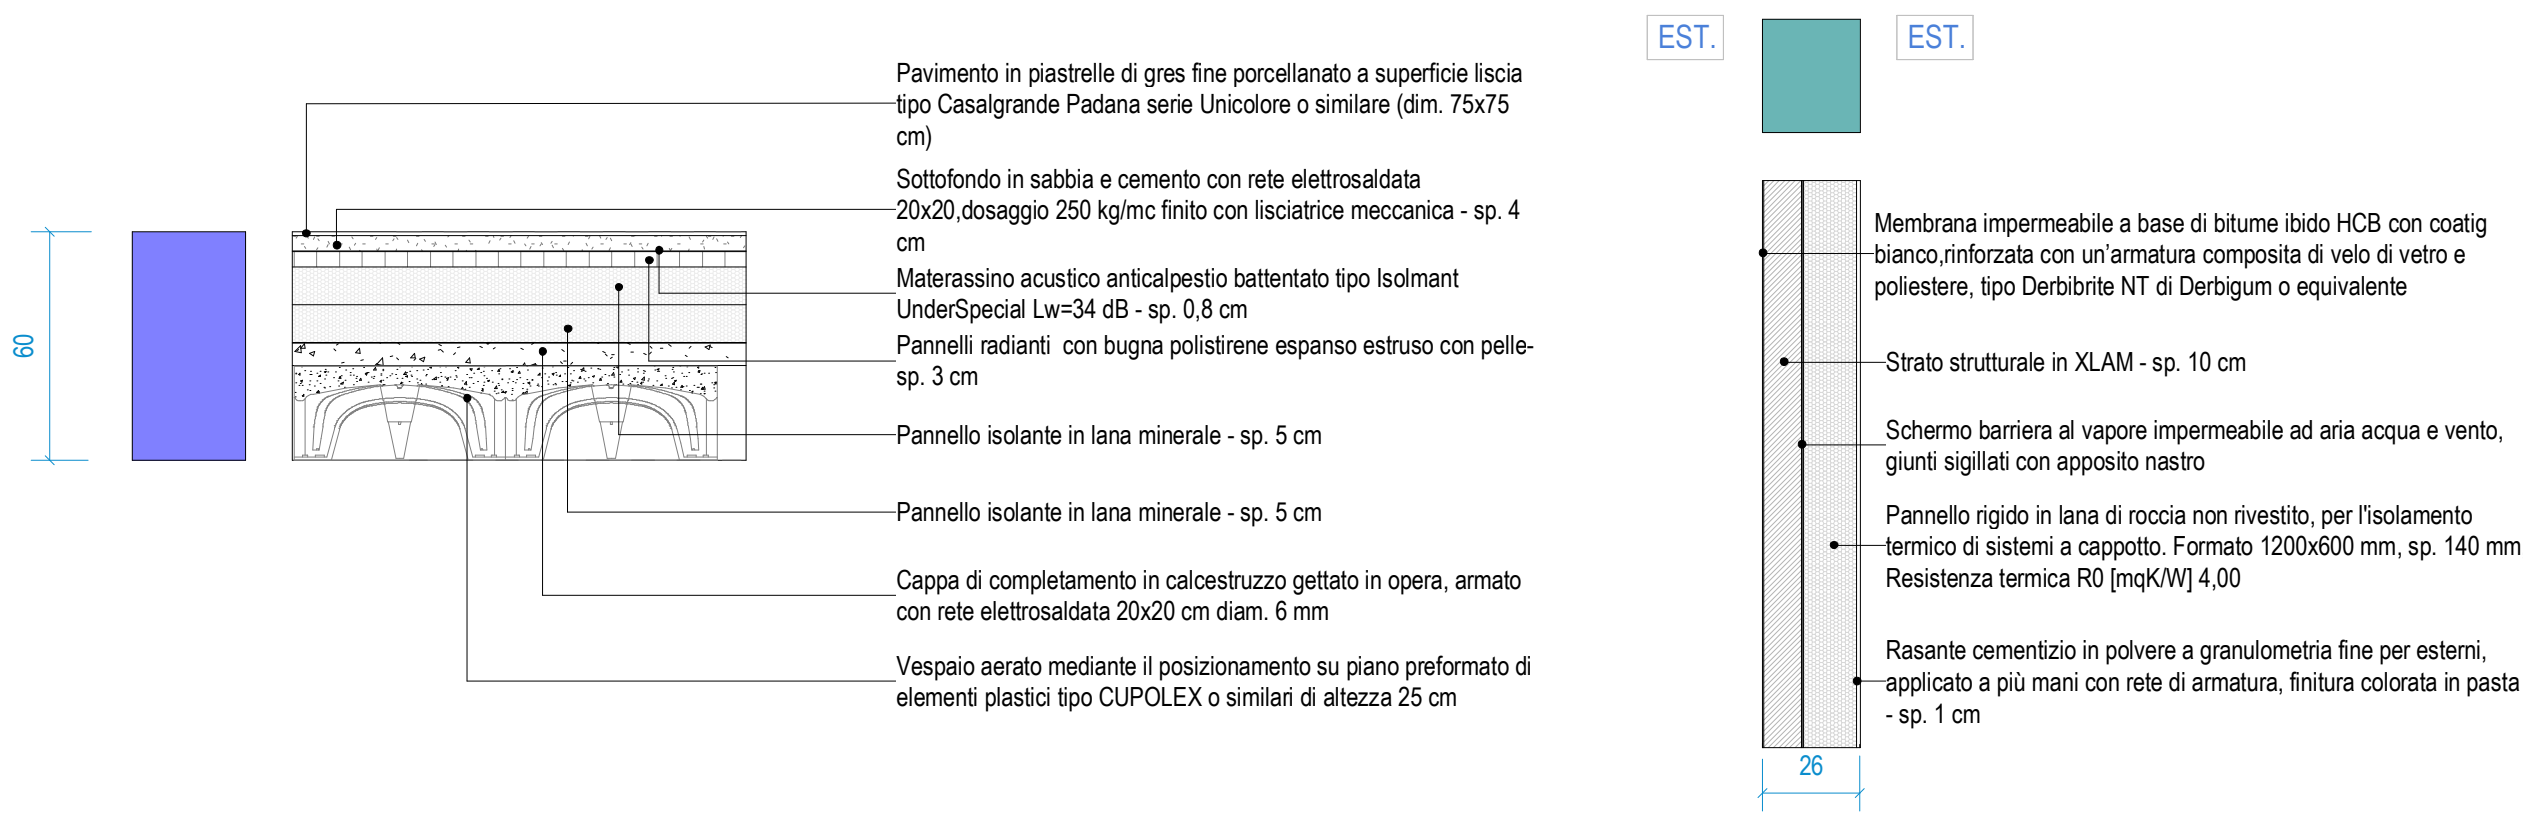 Pavimento in piastrelle di gres fine porcellanato a superficie liscia
tipo Casalgrande Padana serie Unicolore o similare (dim. 75x75
cm)
Sottofondo in sabbia e cemento con rete elettrosaldata
20x20,dosaggio 250 kg/mc finito con lisciatrice meccanica - sp. 4
cm
Materassino acustico anticalpestio battentato tipo Isolmant
UnderSpecial Lw=34 dB - sp. 0,8 cm
Pannelli radianti  con bugna polistirene espanso estruso con pelle-
sp. 3 cm
Pannello isolante in lana minerale - sp. 5 cm
Pannello isolante in lana minerale - sp. 5 cm
Cappa di completamento in calcestruzzo gettato in opera, armato
con rete elettrosaldata 20x20 cm diam. 6 mm
Vespaio aerato mediante il posizionamento su piano preformato di
elementi plastici tipo CUPOLEX o similari di altezza 25 cm
60
EST.
EST.
Membrana impermeabile a base di bitume ibido HCB con coatig
bianco,rinforzata con un’armatura composita di velo di vetro e
poliestere, tipo Derbibrite NT di Derbigum o equivalente
Strato strutturale in XLAM - sp. 10 cm
Schermo barriera al vapore impermeabile ad aria acqua e vento,
giunti sigillati con apposito nastro
Pannello rigido in lana di roccia non rivestito, per l'isolamento
termico di sistemi a cappotto. Formato 1200x600 mm, sp. 140 mm
Resistenza termica R0 [mqK/W] 4,00
Rasante cementizio in polvere a granulometria fine per esterni,
applicato a più mani con rete di armatura, finitura colorata in pasta
- sp. 1 cm
26